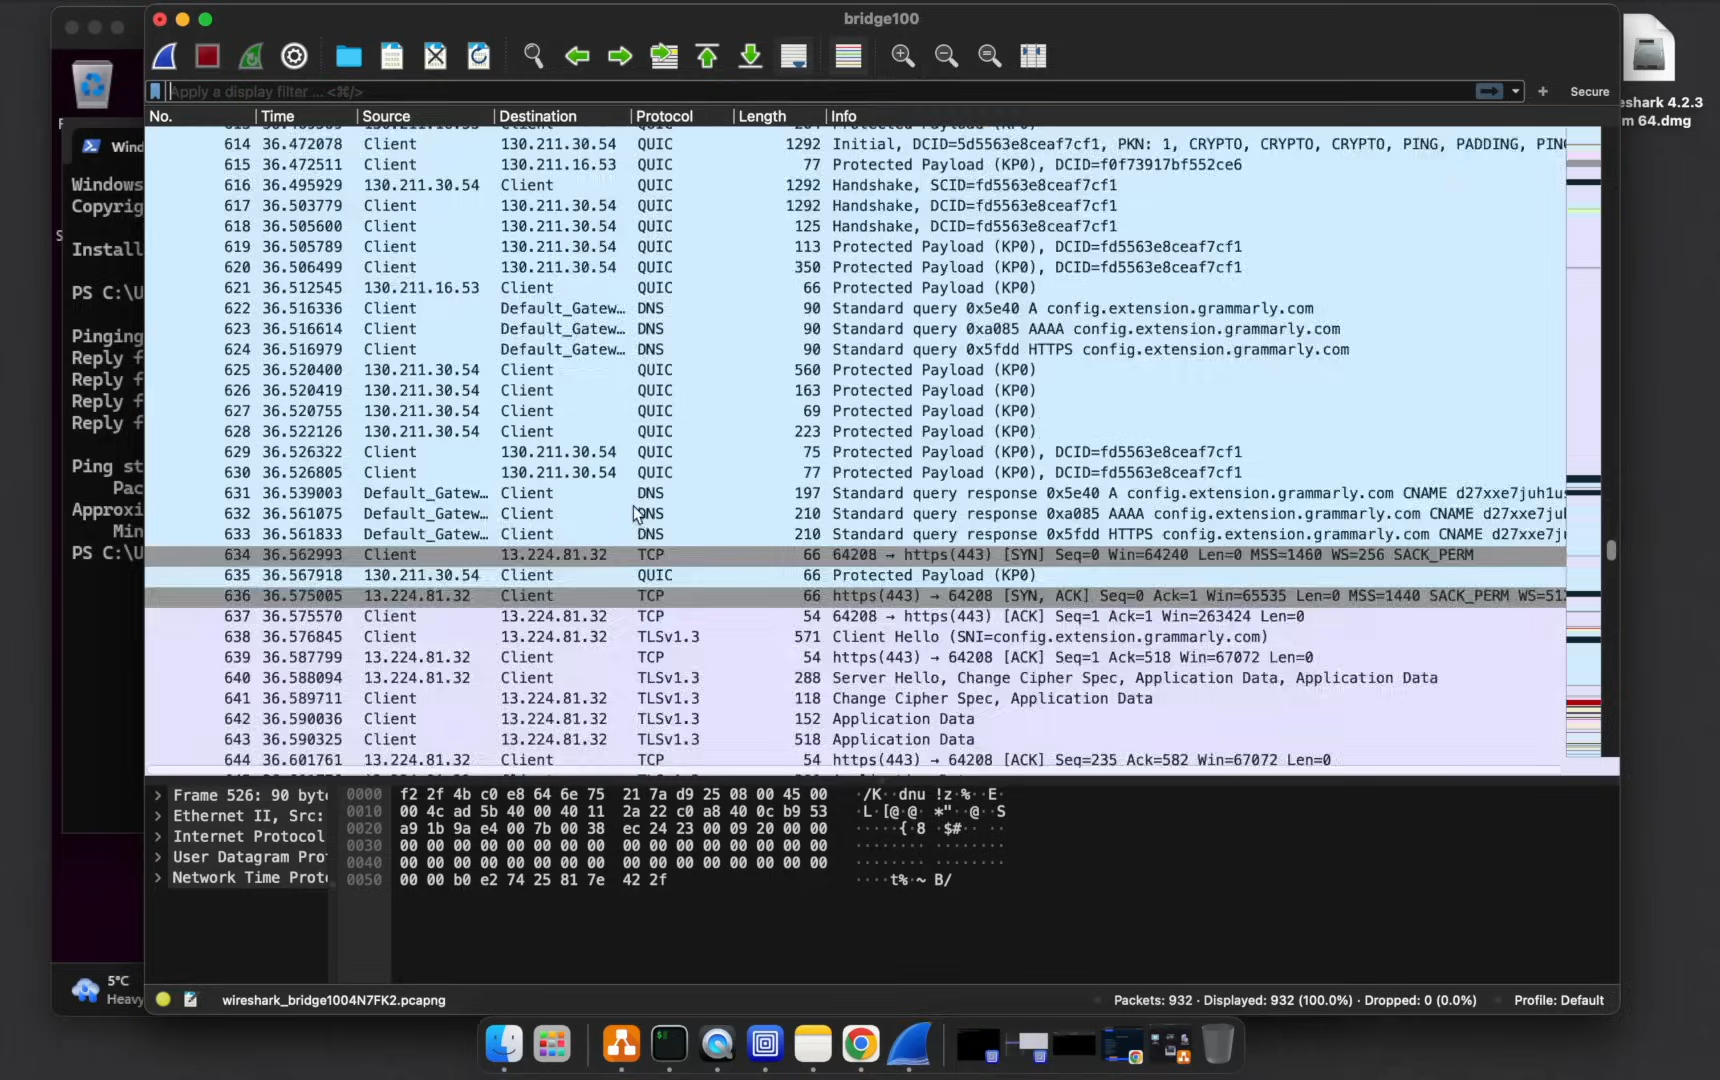 bridge100
Apply a display filter ... <⌘/>
Secure
No. Time Source Destination Protocol Length Info
614 36.472078 Client 130.211.30.54 QUIC 1292 Initial, DCID=5d5563e8ceaf7cf1, PKN: 1, CRYPTO, CRYPTO, CRYPTO, PING, PADDING, PIN
615 36.472511 Client 130.211.16.53 QUIC 77 Protected Payload (KP0), DCID=f0f73917bf552ce6
616 36.495929 130.211.30.54 Client QUIC 1292 Handshake, SCID=fd5563e8ceaf7cf1
617 36.503779 Client 130.211.30.54 QUIC 1292 Handshake, DCID=fd5563e8ceaf7cf1
618 36.505600 Client 130.211.30.54 QUIC 125 Handshake, DCID=fd5563e8ceaf7cf1
619 36.505789 Client 130.211.30.54 QUIC 113 Protected Payload (KP0), DCID=fd5563e8ceaf7cf1
620 36.506499 Client 130.211.30.54 QUIC 350 Protected Payload (KP0), DCID=fd5563e8ceaf7cf1
621 36.512545 130.211.16.53 Client QUIC 66 Protected Payload (KP0)
622 36.516336 Client Default_Gatew… DNS 90 Standard query 0x5e40 A config.extension.grammarly.com
623 36.516614 Client Default_Gatew… DNS 90 Standard query 0xa085 AAAA config.extension.grammarly.com
624 36.516979 Client Default_Gatew… DNS 90 Standard query 0x5fdd HTTPS config.extension.grammarly.com
625 36.520400 130.211.30.54 Client QUIC 560 Protected Payload (KP0)
626 36.520419 130.211.30.54 Client QUIC 163 Protected Payload (KP0)
627 36.520755 130.211.30.54 Client QUIC 69 Protected Payload (KP0)
628 36.522126 130.211.30.54 Client QUIC 223 Protected Payload (KP0)
629 36.526322 Client 130.211.30.54 QUIC 75 Protected Payload (KP0), DCID=fd5563e8ceaf7cf1
630 36.526805 Client 130.211.30.54 QUIC 77 Protected Payload (KP0), DCID=fd5563e8ceaf7cf1
631 36.539003 Default_Gatew… Client DNS 197 Standard query response 0x5e40 A config.extension.grammarly.com CNAME d27xxe7juh1us
632 36.561075 Default_Gatew… Client DNS 210 Standard query response 0xa085 AAAA config.extension.grammarly.com CNAME d27xxe7ju
633 36.561833 Default_Gatew… Client DNS 210 Standard query response 0x5fdd HTTPS config.extension.grammarly.com CNAME d27xxe7j
634 36.562993 Client 13.224.81.32 TCP 66 64208 → https(443) [SYN] Seq=0 Win=64240 Len=0 MSS=1460 WS=256 SACK_PERM
635 36.567918 130.211.30.54 Client QUIC 66 Protected Payload (KP0)
636 36.575005 13.224.81.32 Client TCP 66 https(443) → 64208 [SYN, ACK] Seq=0 Ack=1 Win=65535 Len=0 MSS=1440 SACK_PERM WS=512
637 36.575570 Client 13.224.81.32 TCP 54 64208 → https(443) [ACK] Seq=1 Ack=1 Win=263424 Len=0
638 36.576845 Client 13.224.81.32 TLSv1.3 571 Client Hello (SNI=config.extension.grammarly.com)
639 36.587799 13.224.81.32 Client TCP 54 https(443) → 64208 [ACK] Seq=1 Ack=518 Win=67072 Len=0
640 36.588094 13.224.81.32 Client TLSv1.3 288 Server Hello, Change Cipher Spec, Application Data, Application Data
641 36.589711 Client 13.224.81.32 TLSv1.3 118 Change Cipher Spec, Application Data
642 36.590036 Client 13.224.81.32 TLSv1.3 152 Application Data
643 36.590325 Client 13.224.81.32 TLSv1.3 518 Application Data
644 36.601761 13.224.81.32 Client TCP 54 https(443) → 64208 [ACK] Seq=235 Ack=582 Win=67072 Len=0
Frame 526: 90 byte
Ethernet II, Src:
Internet Protocol
User Datagram Pro
Network Time Proto
0000 f2 2f 4b c0 e8 64 6e 75 21 7a d9 25 08 00 45 00 ·/K··dnu !z·%··E·
0010 00 4c ad 5b 40 00 40 11 2a 22 c0 a8 40 0c b9 53 ·L·[@·@· *"··@··S
0020 a9 1b 9a e4 00 7b 00 38 ec 24 23 00 09 20 00 00 ·····{·8 ·$#·· ··
0030 00 00 00 00 00 00 00 00 00 00 00 00 00 00 00 00 ········ ········
0040 00 00 00 00 00 00 00 00 00 00 00 00 00 00 00 00 ········ ········
0050 00 00 b0 e2 74 25 81 7e 42 2f ····t%·~ B/
wireshark_bridge1004N7FK2.pcapng
Packets: 932 · Displayed: 932 (100.0%) · Dropped: 0 (0.0%)
Profile: Default
Wind
Windows
Copyrig
Install
PS C:\U
Pinging
Reply f
Reply f
Reply f
Reply f
Ping st
Pac
Approxi
Min
PS C:\U
5°C
Heavy
eshark 4.2.3
m 64.dmg